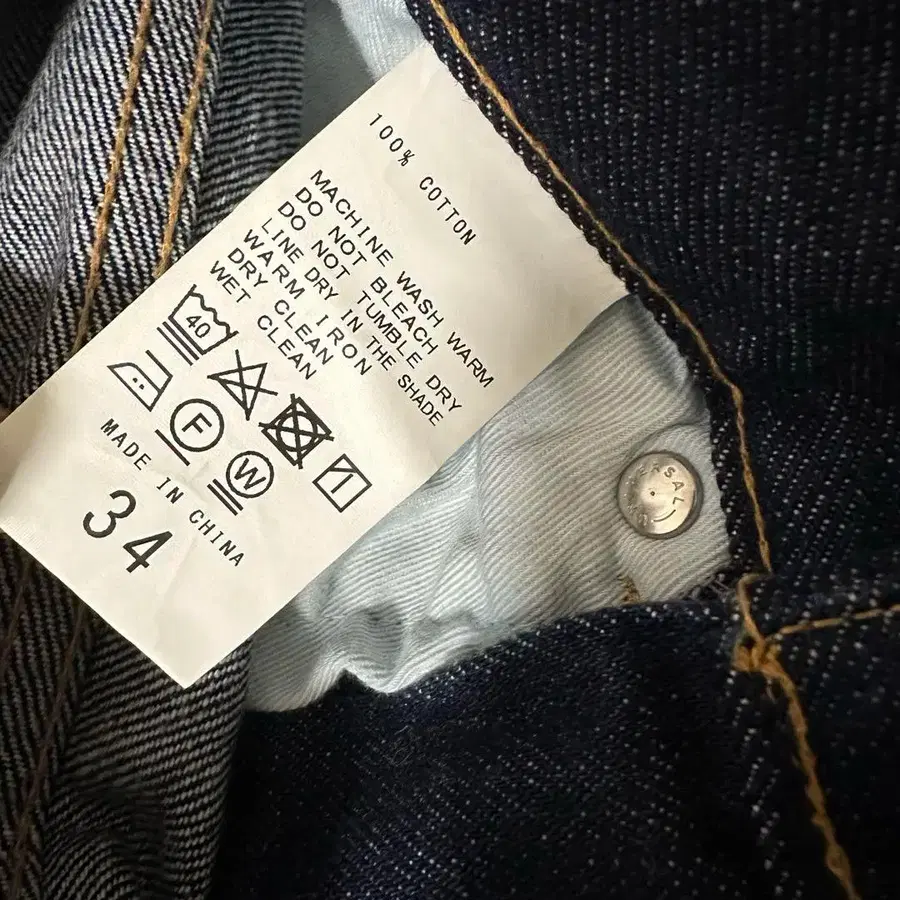 100% COTTON
MACHINE WASH WARM
DO NOT BLEACH
DO NOT TUMBLE DRY
LINE DRY IN THE SHADE
WARM IRON
DRY CLEAN
WET CLEAN
40
F
W
MADE IN CHINA
34